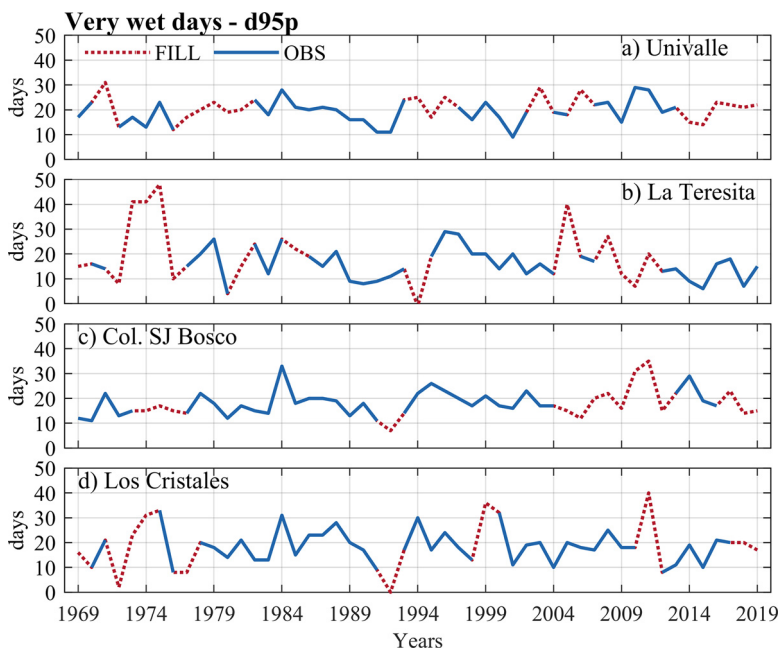 Very wet days - d95p
50
40
30
20
10
0
days
FILL OBS
a) Univalle
50
40
30
20
10
0
days
b) La Teresita
50
40
30
20
10
0
days
c) Col. SJ Bosco
50
40
30
20
10
0
days
d) Los Cristales
1969 1974 1979 1984 1989 1994 1999 2004 2009 2014 2019
Years